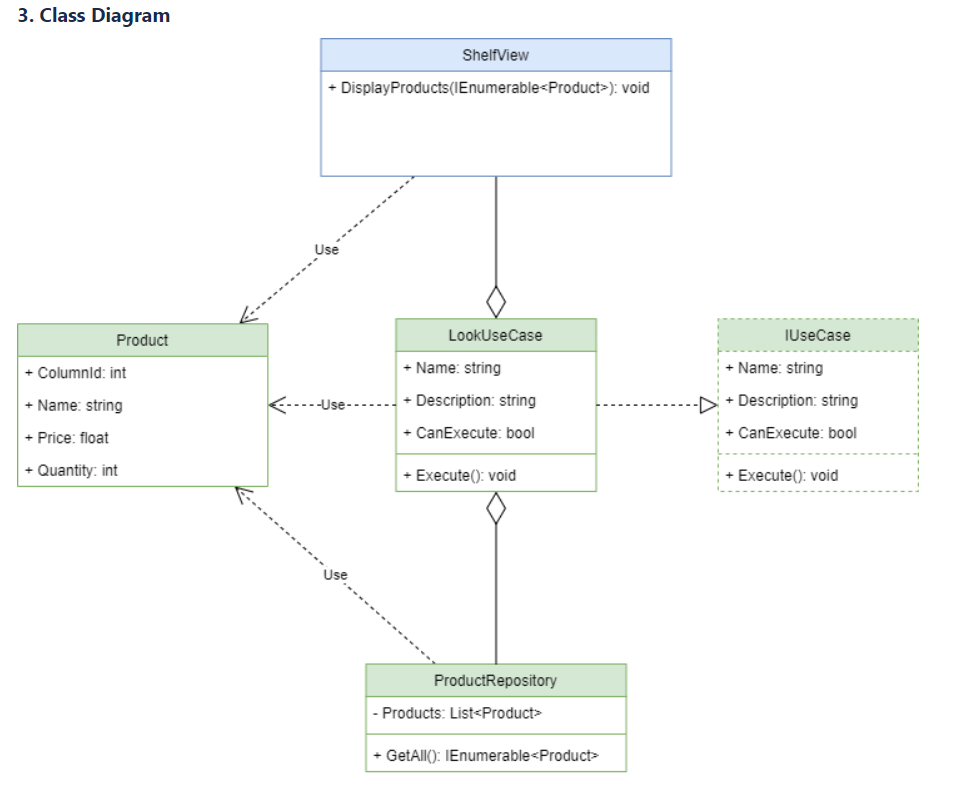 3. Class Diagram
ShelfView
+ DisplayProducts(IEnumerable<Product>): void
Use
Product
+ ColumnId: int
+ Name: string
+ Price: float
+ Quantity: int
Use
LookUseCase
+ Name: string
+ Description: string
+ CanExecute: bool
+ Execute(): void
IUseCase
+ Name: string
+ Description: string
+ CanExecute: bool
+ Execute(): void
Use
ProductRepository
- Products: List<Product>
+ GetAll(): IEnumerable<Product>